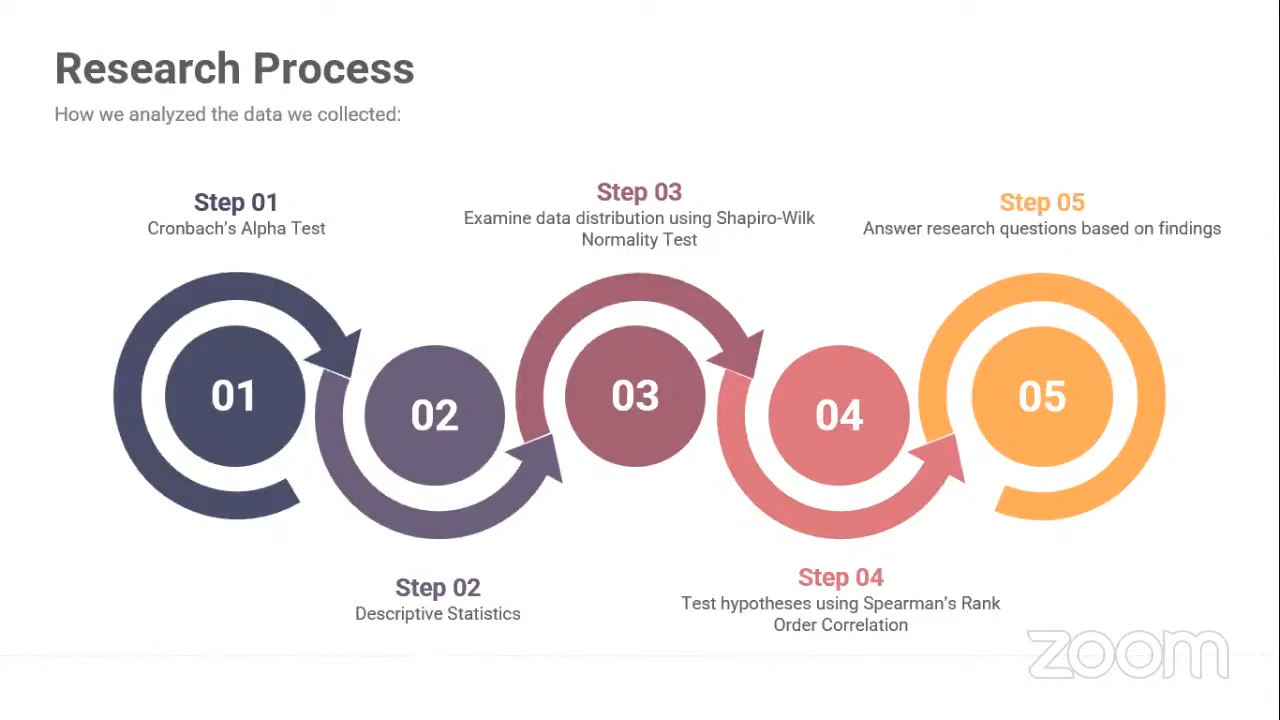 Research Process
How we analyzed the data we collected:
Step 01
Cronbach's Alpha Test
Step 03
Examine data distribution using Shapiro-Wilk
Normality Test
Step 05
Answer research questions based on findings
01
02
03
04
05
Step 02
Descriptive Statistics
Step 04
Test hypotheses using Spearman's Rank
Order Correlation
zoom